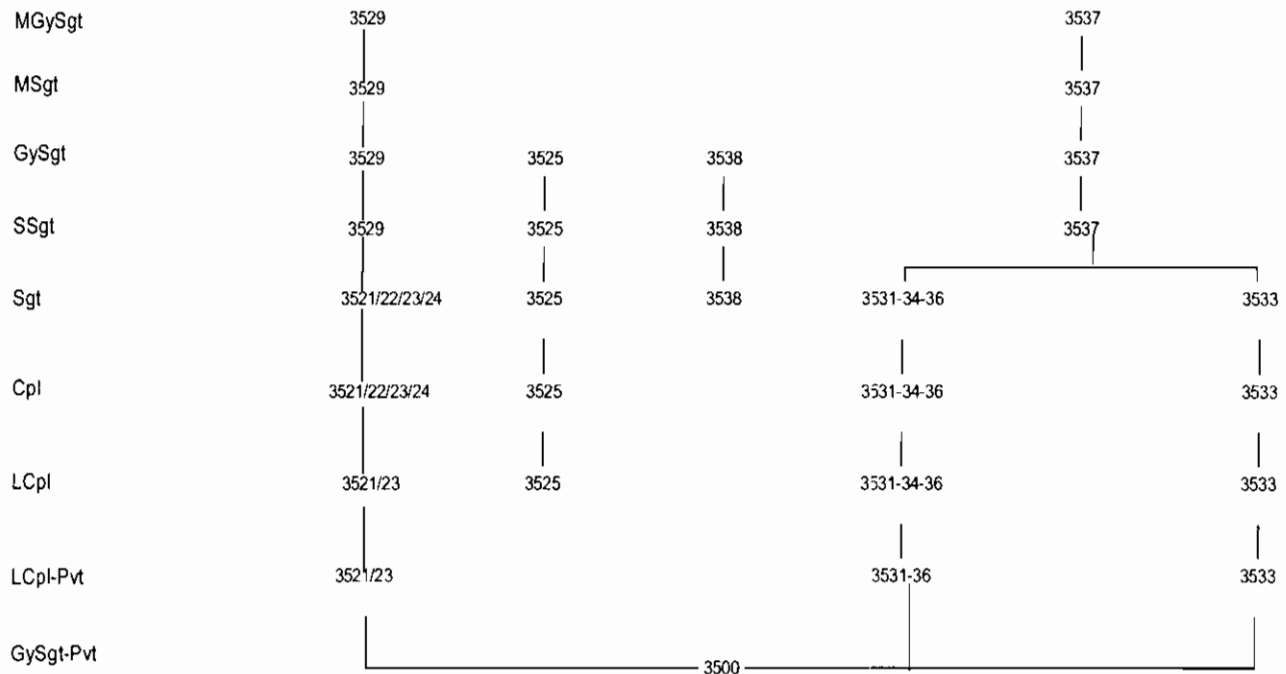 MGySgt 3529 3537
MSgt 3529 3537
GySgt 3529 3525 3538 3537
SSgt 3529 3525 3538 3537
Sgt 3521/22/23/24 3525 3538 3531-34-36 3533
Cpl 3521/22/23/24 3525 3531-34-36 3533
LCpl 3521/23 3525 3531-34-36 3533
LCpl-Pvt 3521/23 3531-36 3533
GySgt-Pvt 3500